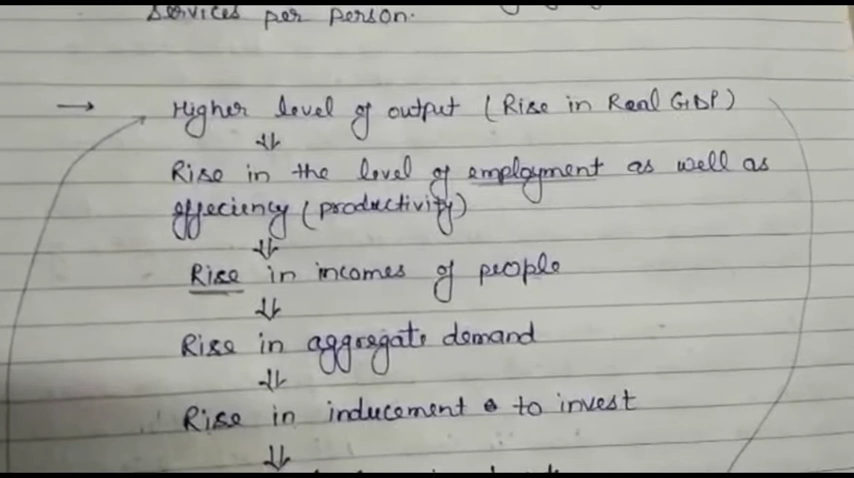 services per person.
→ Higher level of output (Rise in Real GDP)
⇓
Rise in the level of employment as well as
effeciency (productivity)
⇓
Rise in incomes of people
⇓
Rise in aggregate demand
⇓
Rise in inducement to invest
⇓